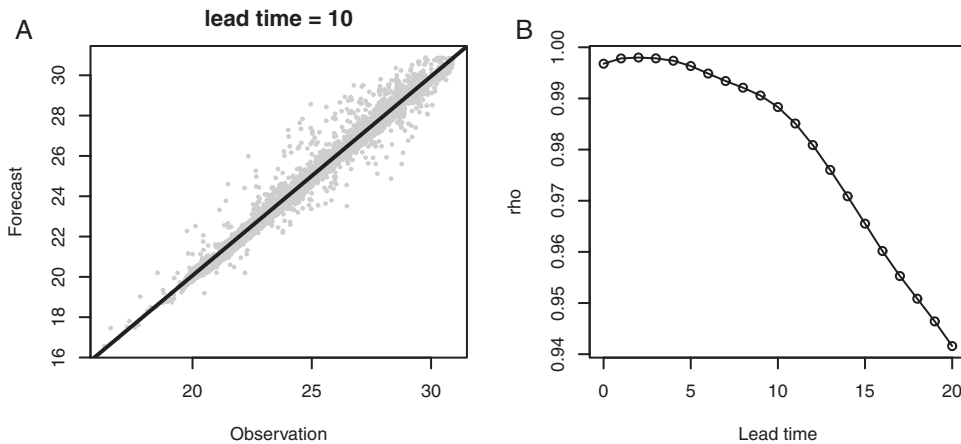 A
lead time = 10
Forecast
30
28
26
24
22
20
18
16
20 25 30
Observation
B
rho
1.00
0.99
0.98
0.97
0.96
0.95
0.94
0 5 10 15 20
Lead time